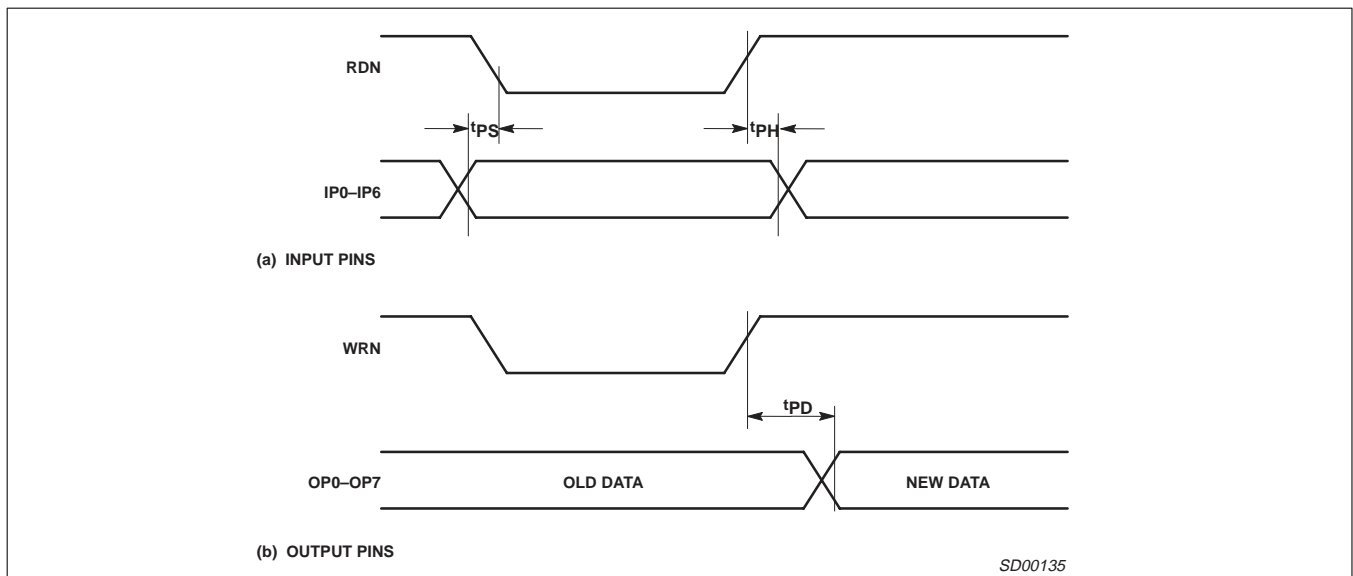 RDN
tPS
tPH
IP0–IP6
(a) INPUT PINS
WRN
tPD
OP0–OP7
OLD DATA
NEW DATA
(b) OUTPUT PINS
SD00135